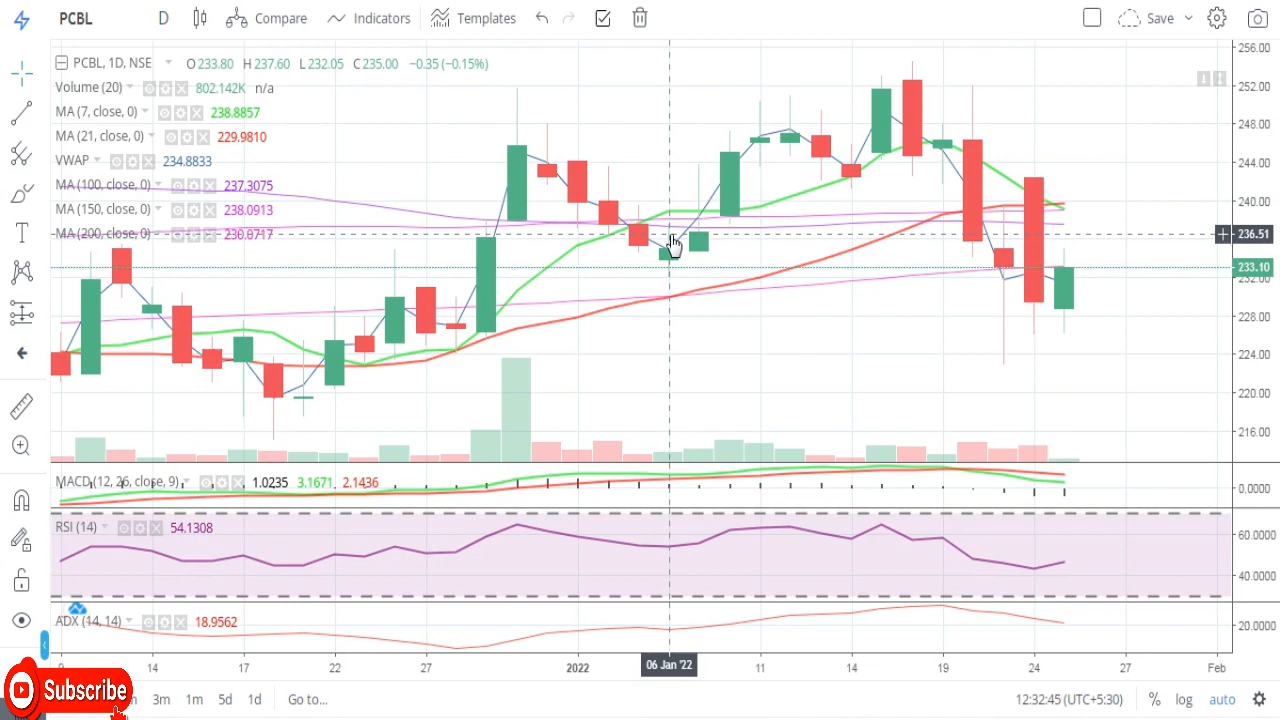 PCBL D Compare Indicators Templates Save
PCBL, 1D, NSE O 233.80 H 237.60 L 232.05 C 235.00 −0.35 (−0.15%)
Volume (20) 802.142K n/a
MA (7, close, 0) 238.8857
MA (21, close, 0) 229.9810
VWAP 234.8833
MA (100, close, 0) 237.3075
MA (150, close, 0) 238.0913
MA (200, close, 0) 230.0717
256.00
252.00
248.00
244.00
240.00
236.51
233.10
232.00
228.00
224.00
220.00
216.00
MACD (12, 26, close, 9) 1.0235 3.1671 2.1436
0.0000
RSI (14) 54.1308
60.0000
40.0000
ADX (14, 14) 18.9562
20.0000
9 14 17 22 27 2022 06 Jan '22 11 14 19 24 27 Feb
Subscribe
3m 1m 5d 1d Go to... 12:32:45 (UTC+5:30) % log auto